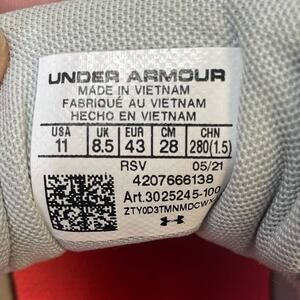 UNDER ARMOUR
MADE IN VIETNAM
FABRIQUÉ AU VIETNAM
HECHO EN VIETNAM
USA UK EUR CM CHN
11 8.5 43 28 280(1.5)
RSV 05/21
4207666138
Art.3025245-100
ZTY0D3TMNMDCWX